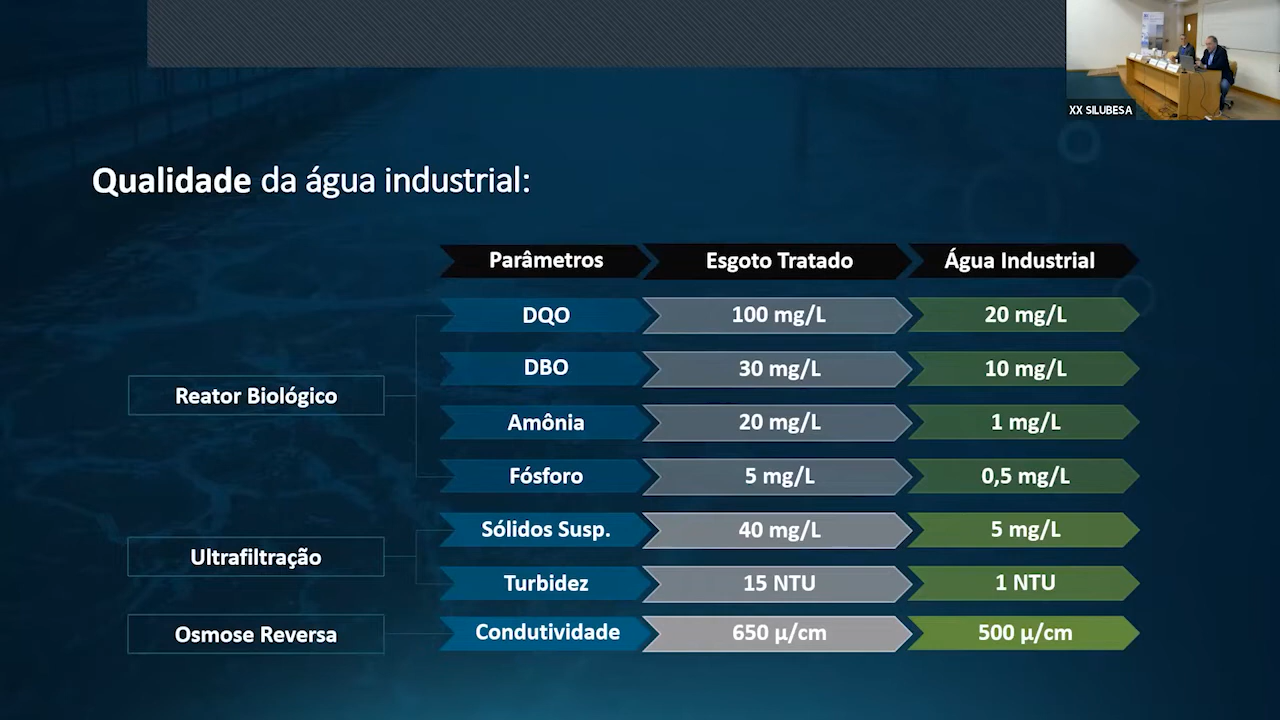 XX SILUBESA
Qualidade da água industrial:
Parâmetros Esgoto Tratado Água Industrial
DQO 100 mg/L 20 mg/L
DBO 30 mg/L 10 mg/L
Reator Biológico
Amônia 20 mg/L 1 mg/L
Fósforo 5 mg/L 0,5 mg/L
Sólidos Susp. 40 mg/L 5 mg/L
Ultrafiltração
Turbidez 15 NTU 1 NTU
Osmose Reversa Condutividade 650 µ/cm 500 µ/cm